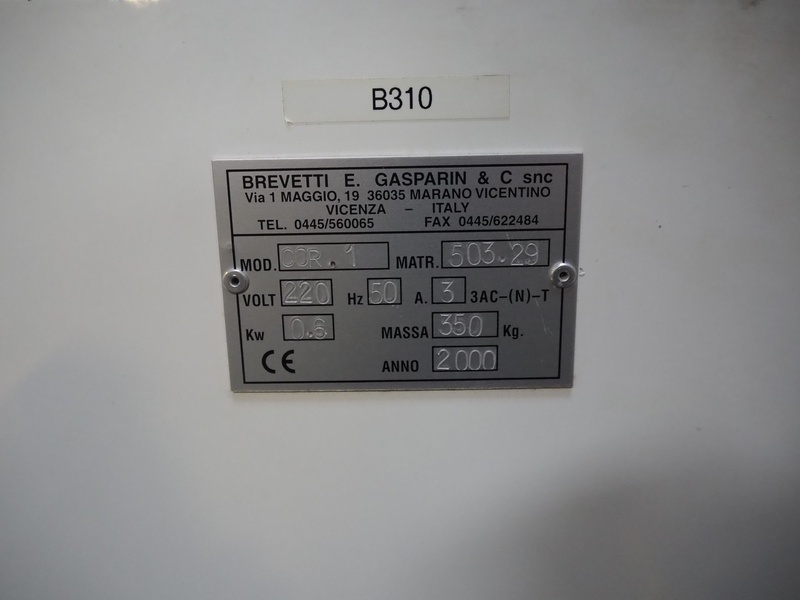 B310
BREVETTI E. GASPARIN & C snc
Via 1 MAGGIO, 19 36035 MARANO VICENTINO
VICENZA – ITALY
TEL. 0445/560065 FAX 0445/622484
MOD. COR.1 MATR. 503.29
VOLT 220 Hz 50 A. 3 3AC-(N)-T
Kw 0.6 MASSA 350 Kg.
CE ANNO 2000